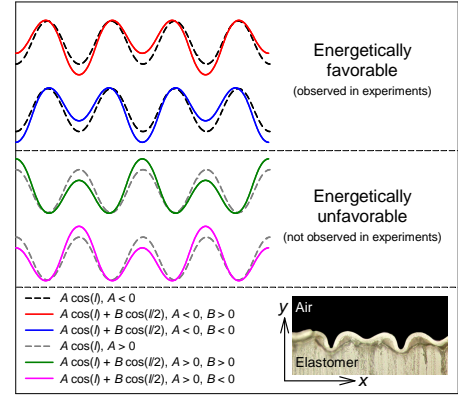 Energetically
favorable
(observed in experiments)
Energetically
unfavorable
(not observed in experiments)
A cos(l), A < 0
A cos(l) + B cos(l/2), A < 0, B > 0
A cos(l) + B cos(l/2), A < 0, B < 0
A cos(l), A > 0
A cos(l) + B cos(l/2), A > 0, B > 0
A cos(l) + B cos(l/2), A > 0, B < 0
y
Air
Elastomer
x